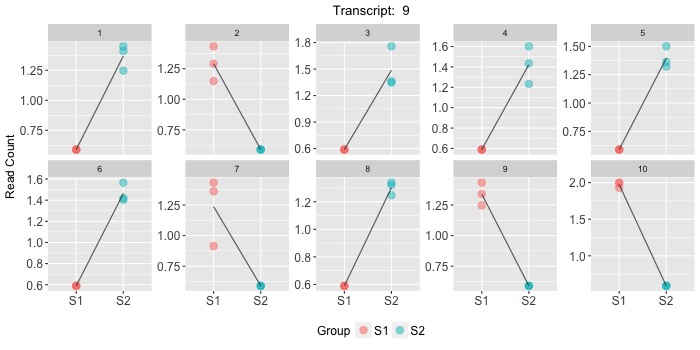 Transcript: 9
Read Count
1 2 3 4 5
1.25 1.00 0.75
1.25 1.00 0.75
1.8 1.5 1.2 0.9 0.6
1.6 1.4 1.2 1.0 0.8 0.6
1.50 1.25 1.00 0.75
6 7 8 9 10
1.6 1.4 1.2 1.0 0.8 0.6
1.25 1.00 0.75
1.2 1.0 0.8 0.6
1.25 1.00 0.75
2.0 1.5 1.0
S1 S2 S1 S2 S1 S2 S1 S2 S1 S2
Group S1 S2